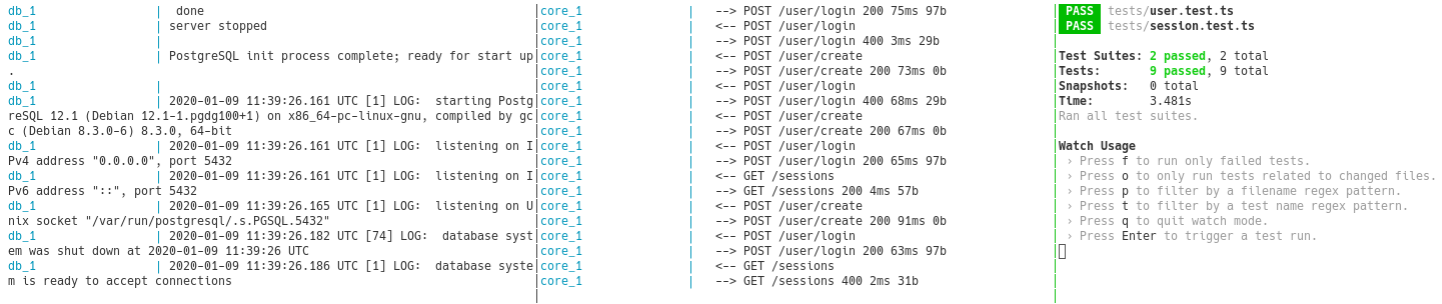 db_1 | done
db_1 | server stopped
db_1 |
db_1 | PostgreSQL init process complete; ready for start up
.
db_1 |
db_1 | 2020-01-09 11:39:26.161 UTC [1] LOG:  starting Postg
reSQL 12.1 (Debian 12.1-1.pgdg100+1) on x86_64-pc-linux-gnu, compiled by gc
c (Debian 8.3.0-6) 8.3.0, 64-bit
db_1 | 2020-01-09 11:39:26.161 UTC [1] LOG:  listening on I
Pv4 address "0.0.0.0", port 5432
db_1 | 2020-01-09 11:39:26.161 UTC [1] LOG:  listening on I
Pv6 address "::", port 5432
db_1 | 2020-01-09 11:39:26.165 UTC [1] LOG:  listening on U
nix socket "/var/run/postgresql/.s.PGSQL.5432"
db_1 | 2020-01-09 11:39:26.182 UTC [74] LOG:  database syst
em was shut down at 2020-01-09 11:39:26 UTC
db_1 | 2020-01-09 11:39:26.186 UTC [1] LOG:  database syste
m is ready to accept connections
core_1 | --> POST /user/login 200 75ms 97b
core_1 | <-- POST /user/login
core_1 | --> POST /user/login 400 3ms 29b
core_1 | <-- POST /user/create
core_1 | --> POST /user/create 200 73ms 0b
core_1 | <-- POST /user/login
core_1 | --> POST /user/login 400 68ms 29b
core_1 | <-- POST /user/create
core_1 | --> POST /user/create 200 67ms 0b
core_1 | <-- POST /user/login
core_1 | --> POST /user/login 200 65ms 97b
core_1 | <-- GET /sessions
core_1 | --> GET /sessions 200 4ms 57b
core_1 | <-- POST /user/create
core_1 | --> POST /user/create 200 91ms 0b
core_1 | <-- POST /user/login
core_1 | --> POST /user/login 200 63ms 97b
core_1 | <-- GET /sessions
core_1 | --> GET /sessions 400 2ms 31b
PASS tests/user.test.ts
PASS tests/session.test.ts
Test Suites: 2 passed, 2 total
Tests:       9 passed, 9 total
Snapshots:   0 total
Time:        3.481s
Ran all test suites.
Watch Usage
› Press f to run only failed tests.
› Press o to only run tests related to changed files.
› Press p to filter by a filename regex pattern.
› Press t to filter by a test name regex pattern.
› Press q to quit watch mode.
› Press Enter to trigger a test run.